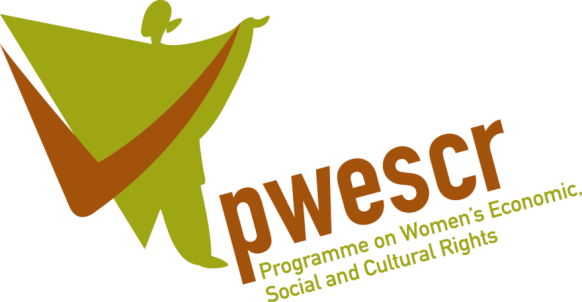 pwescr
Programme on Women's Economic,
Social and Cultural Rights